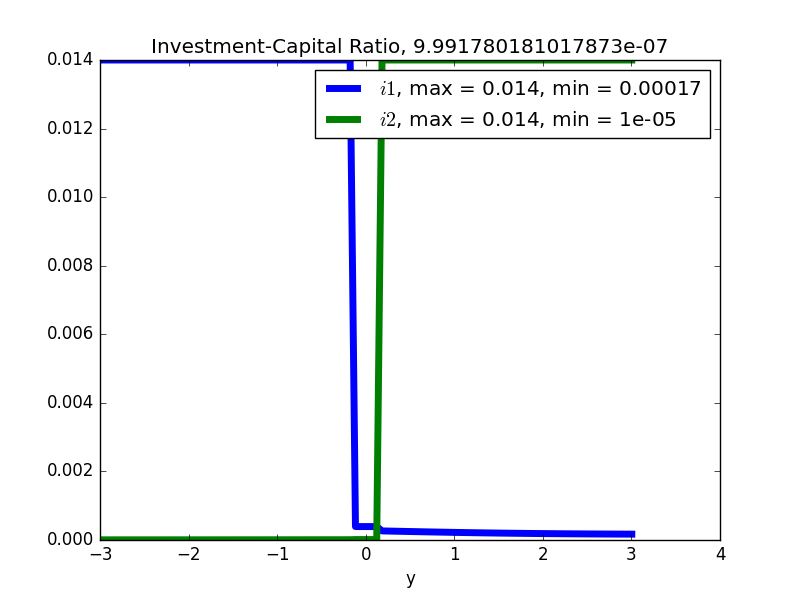 Investment-Capital Ratio, 9.991780181017873e-07
i1, max = 0.014, min = 0.00017
i2, max = 0.014, min = 1e-05
0.014
0.012
0.010
0.008
0.006
0.004
0.002
0.000
−3 −2 −1 0 1 2 3 4
y